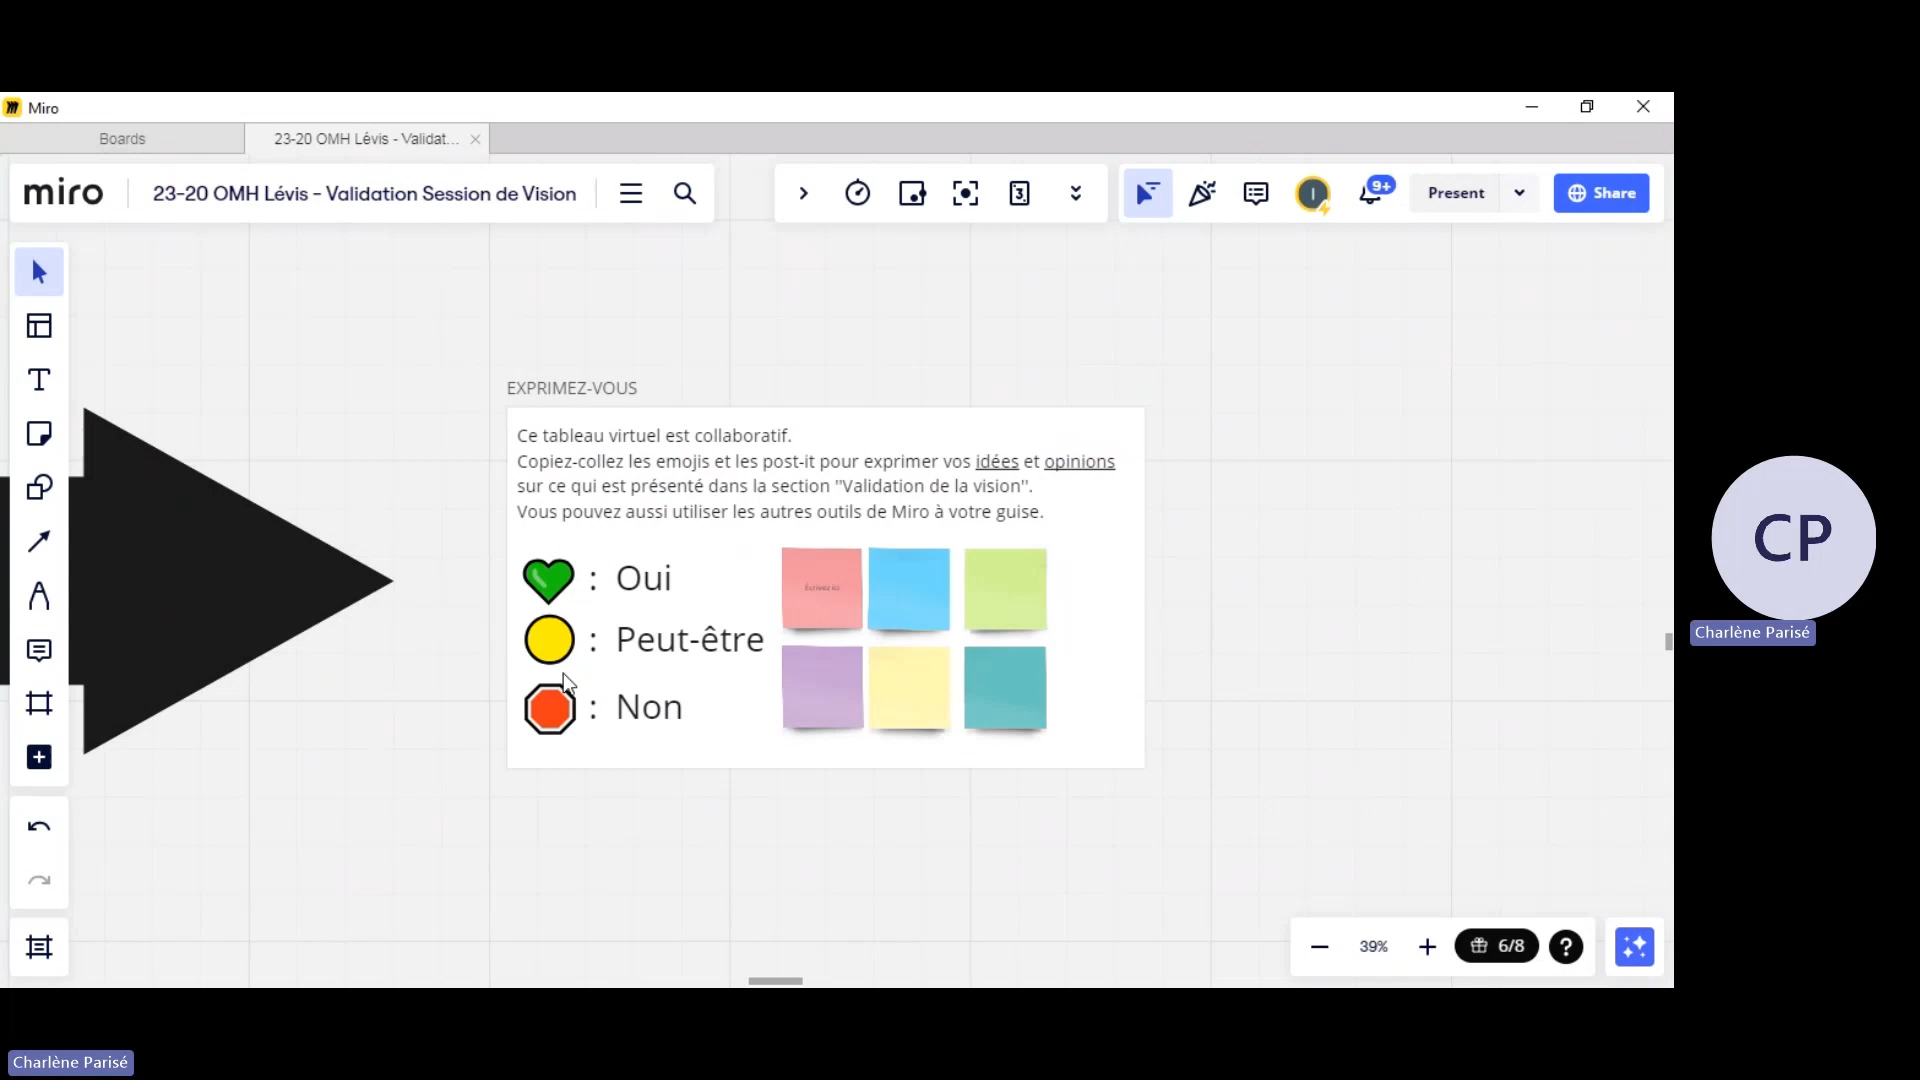 Miro
Boards
23-20 OMH Lévis - Validat...
miro
23-20 OMH Lévis - Validation Session de Vision
3
I
9+
Present
Share
EXPRIMEZ-VOUS
Ce tableau virtuel est collaboratif.
Copiez-collez les emojis et les post-it pour exprimer vos idées et opinions
sur ce qui est présenté dans la section "Validation de la vision".
Vous pouvez aussi utiliser les autres outils de Miro à votre guise.
: Oui
: Peut-être
: Non
Écrivez ici
CP
Charlène Parisé
39%
6/8
?
Charlène Parisé